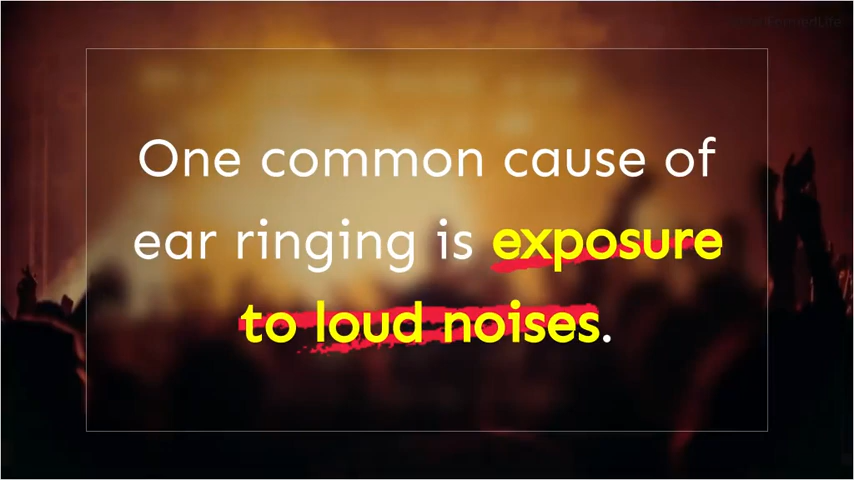 One common cause of
ear ringing is exposure
to loud noises.